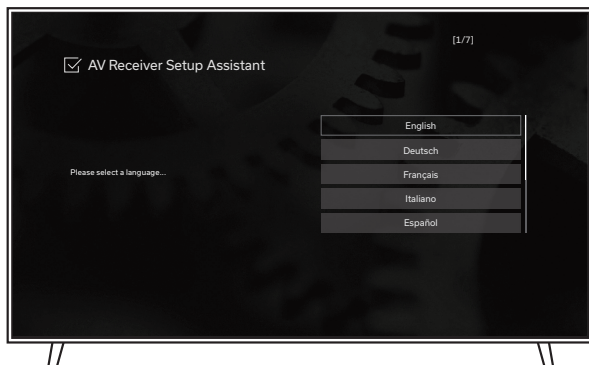 [1/7]
AV Receiver Setup Assistant
English
Deutsch
Please select a language...
Français
Italiano
Español